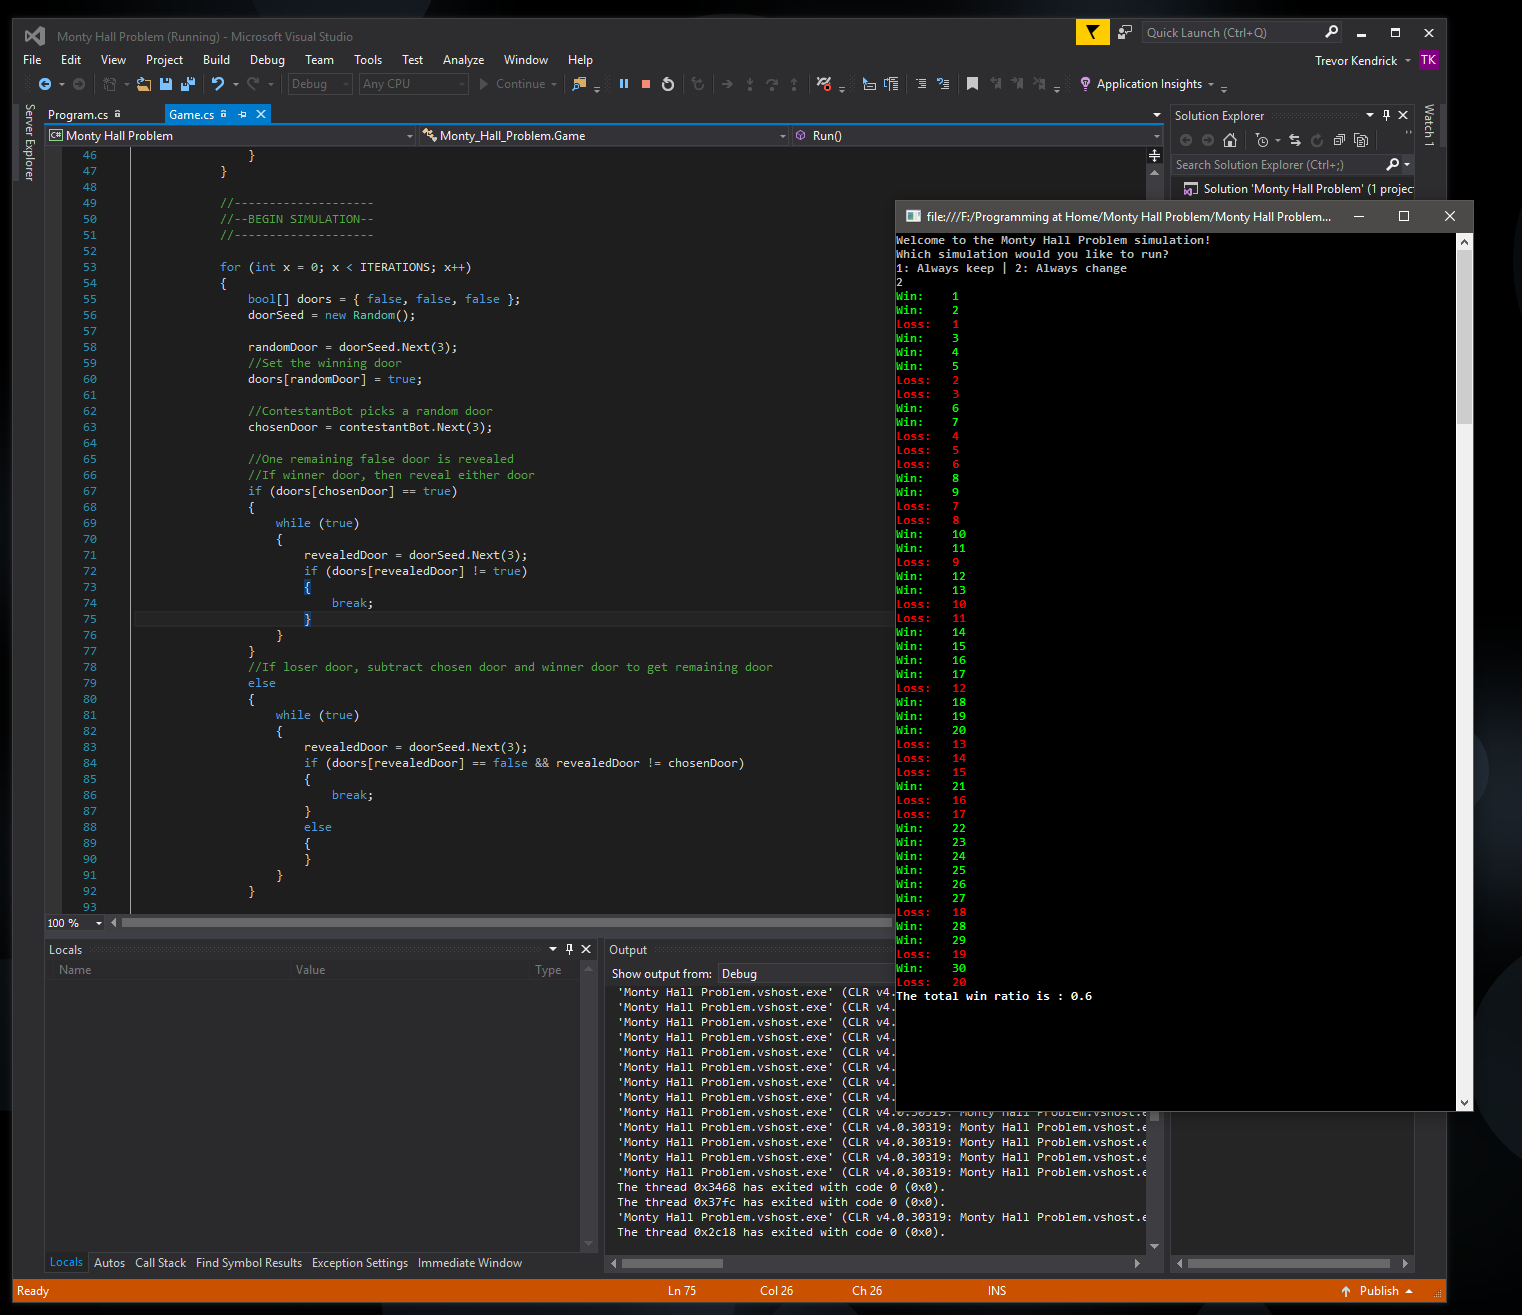 Monty Hall Problem (Running) - Microsoft Visual Studio
Quick Launch (Ctrl+Q)
File Edit View Project Build Debug Team Tools Test Analyze Window Help
Trevor Kendrick TK
Debug Any CPU Continue Application Insights
Server Explorer
Program.cs Game.cs
Monty Hall Problem Monty_Hall_Problem.Game Run()
46 }
47 }
48
49 //--------------------
50 //--BEGIN SIMULATION--
51 //--------------------
52
53 for (int x = 0; x < ITERATIONS; x++)
54 {
55 bool[] doors = { false, false, false };
56 doorSeed = new Random();
57
58 randomDoor = doorSeed.Next(3);
59 //Set the winning door
60 doors[randomDoor] = true;
61
62 //ContestantBot picks a random door
63 chosenDoor = contestantBot.Next(3);
64
65 //One remaining false door is revealed
66 //If winner door, then reveal either door
67 if (doors[chosenDoor] == true)
68 {
69 while (true)
70 {
71 revealedDoor = doorSeed.Next(3);
72 if (doors[revealedDoor] != true)
73 {
74 break;
75 }
76 }
77 }
78 //If loser door, subtract chosen door and winner door to get remaining door
79 else
80 {
81 while (true)
82 {
83 revealedDoor = doorSeed.Next(3);
84 if (doors[revealedDoor] == false && revealedDoor != chosenDoor)
85 {
86 break;
87 }
88 else
89 {
90 }
91 }
92 }
93
100 %
Solution Explorer
Watch 1
Search Solution Explorer (Ctrl+;)
Solution 'Monty Hall Problem' (1 projec
file:///F:/Programming at Home/Monty Hall Problem/Monty Hall Problem...
Welcome to the Monty Hall Problem simulation!
Which simulation would you like to run?
1: Always keep | 2: Always change
2
Win: 1
Win: 2
Loss: 1
Win: 3
Win: 4
Win: 5
Loss: 2
Loss: 3
Win: 6
Win: 7
Loss: 4
Loss: 5
Loss: 6
Win: 8
Win: 9
Loss: 7
Loss: 8
Win: 10
Win: 11
Loss: 9
Win: 12
Win: 13
Loss: 10
Loss: 11
Win: 14
Win: 15
Win: 16
Win: 17
Loss: 12
Win: 18
Win: 19
Win: 20
Loss: 13
Loss: 14
Loss: 15
Win: 21
Loss: 16
Loss: 17
Win: 22
Win: 23
Win: 24
Win: 25
Win: 26
Win: 27
Loss: 18
Win: 28
Win: 29
Loss: 19
Win: 30
Loss: 20
The total win ratio is : 0.6
Locals
Name Value Type
Output
Show output from: Debug
'Monty Hall Problem.vshost.exe' (CLR v4.
'Monty Hall Problem.vshost.exe' (CLR v4.
'Monty Hall Problem.vshost.exe' (CLR v4.
'Monty Hall Problem.vshost.exe' (CLR v4.
'Monty Hall Problem.vshost.exe' (CLR v4.
'Monty Hall Problem.vshost.exe' (CLR v4.
'Monty Hall Problem.vshost.exe' (CLR v4.
'Monty Hall Problem.vshost.exe' (CLR v4.
'Monty Hall Problem.vshost.exe' (CLR v4.0.30319: Monty Hall Problem.vshost.e
'Monty Hall Problem.vshost.exe' (CLR v4.0.30319: Monty Hall Problem.vshost.e
'Monty Hall Problem.vshost.exe' (CLR v4.0.30319: Monty Hall Problem.vshost.e
'Monty Hall Problem.vshost.exe' (CLR v4.0.30319: Monty Hall Problem.vshost.e
'Monty Hall Problem.vshost.exe' (CLR v4.0.30319: Monty Hall Problem.vshost.e
The thread 0x3468 has exited with code 0 (0x0).
The thread 0x37fc has exited with code 0 (0x0).
'Monty Hall Problem.vshost.exe' (CLR v4.0.30319: Monty Hall Problem.vshost.e
The thread 0x2c18 has exited with code 0 (0x0).
Locals Autos Call Stack Find Symbol Results Exception Settings Immediate Window
Ready Ln 75 Col 26 Ch 26 INS Publish